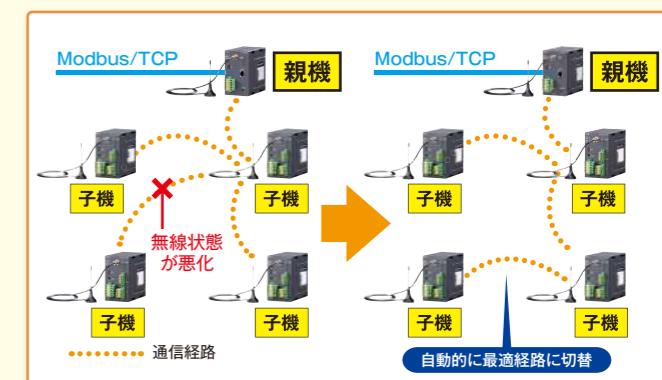 Modbus/TCP
親機
Modbus/TCP
親機
子機
子機
子機
子機
無線状態
が悪化
子機
子機
子機
子機
通信経路
自動的に最適経路に切替